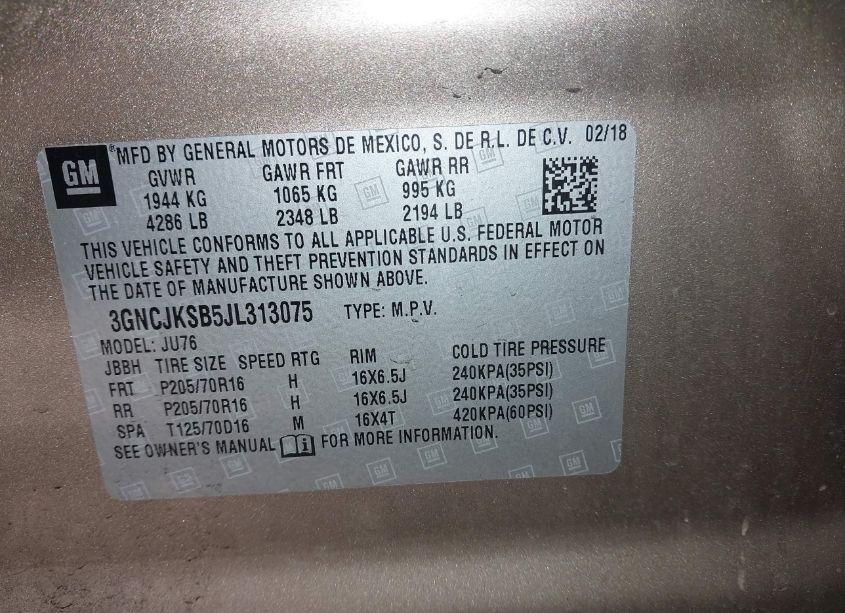 GM ® MFD BY GENERAL MOTORS DE MEXICO, S. DE R.L. DE C.V. 02/18
GVWR GAWR FRT GAWR RR
1944 KG 1065 KG 995 KG
4286 LB 2348 LB 2194 LB
THIS VEHICLE CONFORMS TO ALL APPLICABLE U.S. FEDERAL MOTOR
VEHICLE SAFETY AND THEFT PREVENTION STANDARDS IN EFFECT ON
THE DATE OF MANUFACTURE SHOWN ABOVE.
3GNCJKSB5JL313075 TYPE: M.P.V.
MODEL: JU76
JBBH TIRE SIZE SPEED RTG RIM COLD TIRE PRESSURE
FRT P205/70R16 H 16X6.5J 240KPA(35PSI)
RR P205/70R16 H 16X6.5J 240KPA(35PSI)
SPA T125/70D16 M 16X4T 420KPA(60PSI)
SEE OWNER'S MANUAL FOR MORE INFORMATION.